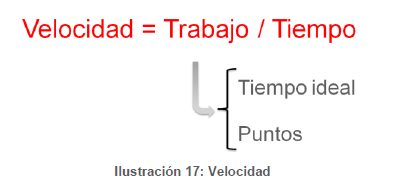 Velocidad = Trabajo / Tiempo
Tiempo ideal
Puntos
Ilustración 17: Velocidad